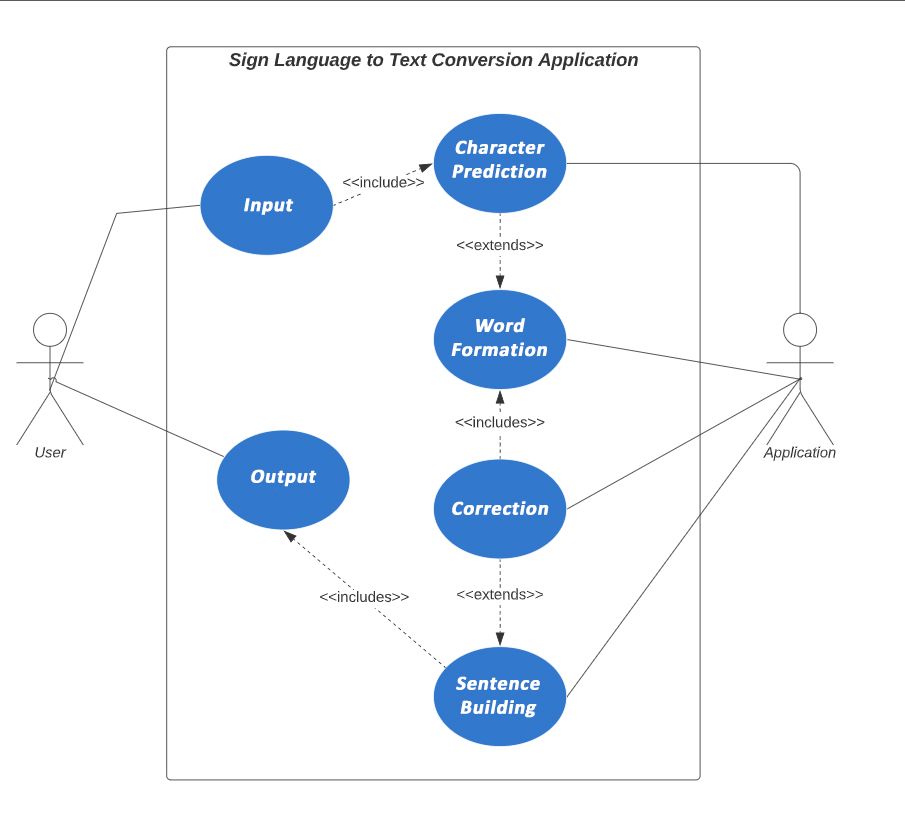 Sign Language to Text Conversion Application
Character
Prediction
<<include>>
Input
<<extends>>
Word
Formation
<<includes>>
User
Application
Output
Correction
<<includes>>
<<extends>>
Sentence
Building